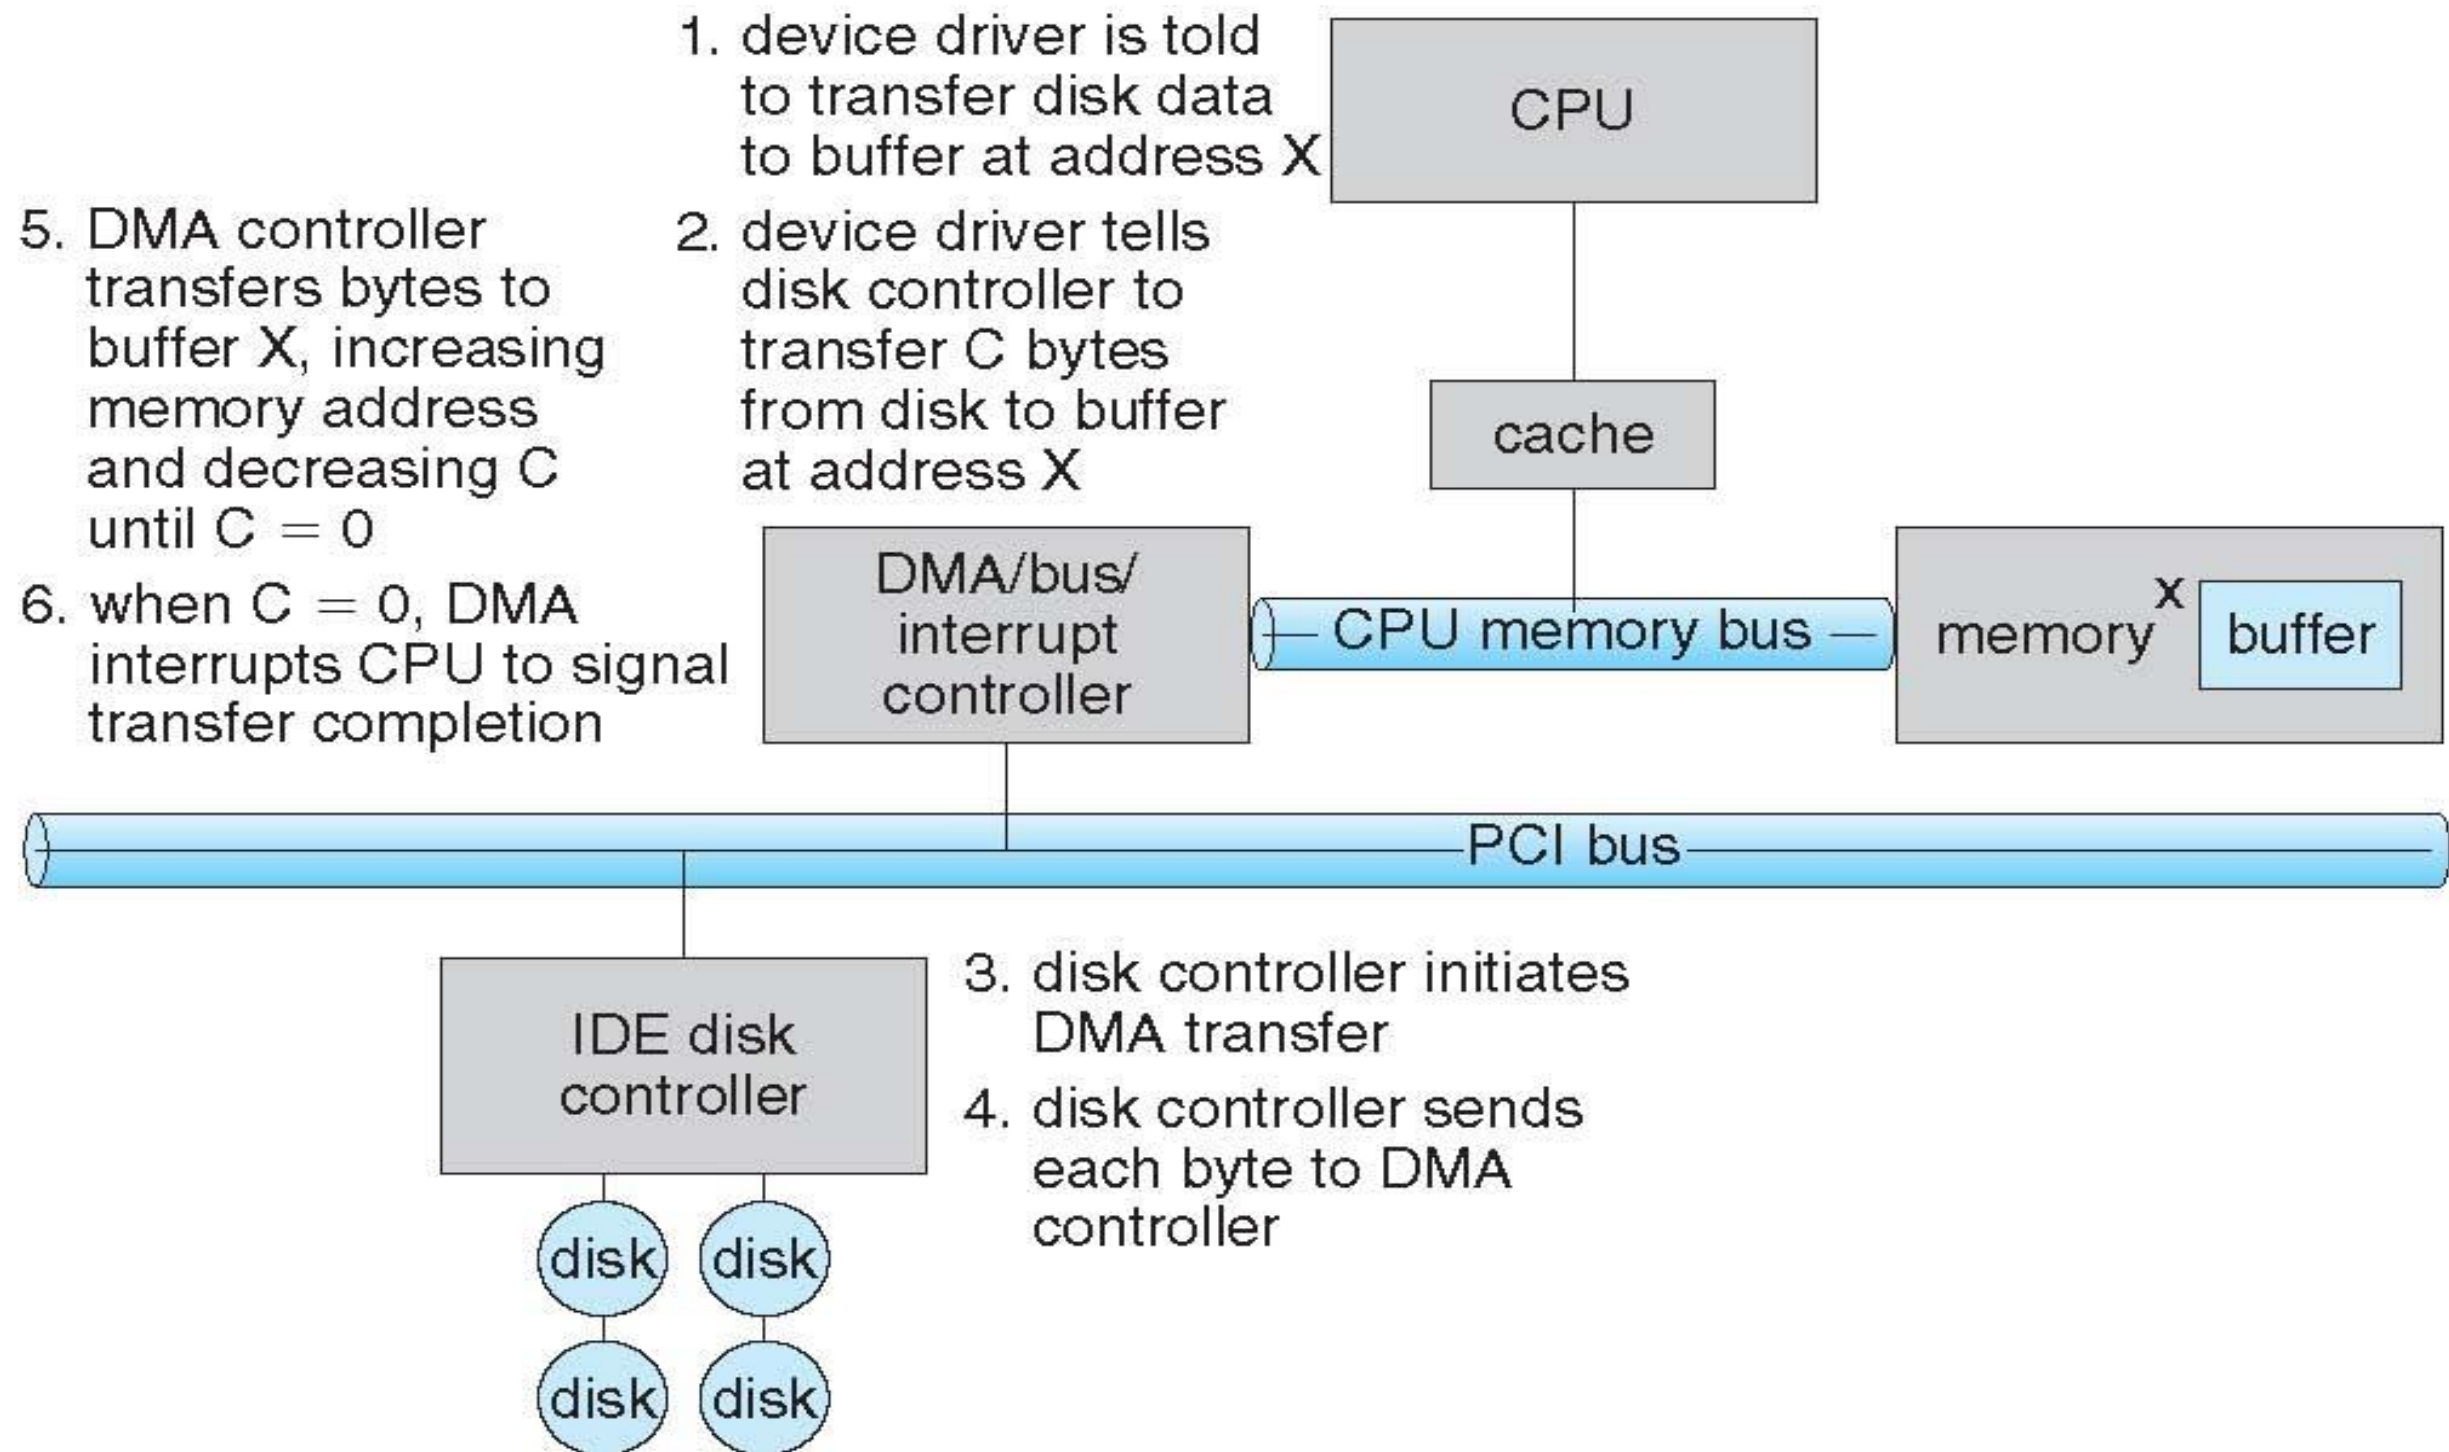 1. device driver is told
to transfer disk data
to buffer at address X
CPU
5. DMA controller
transfers bytes to
buffer X, increasing
memory address
and decreasing C
until C = 0
2. device driver tells
disk controller to
transfer C bytes
from disk to buffer
at address X
cache
6. when C = 0, DMA
interrupts CPU to signal
transfer completion
DMA/bus/
interrupt
controller
CPU memory bus
memory
x
buffer
PCI bus
IDE disk
controller
3. disk controller initiates
DMA transfer
4. disk controller sends
each byte to DMA
controller
disk
disk
disk
disk